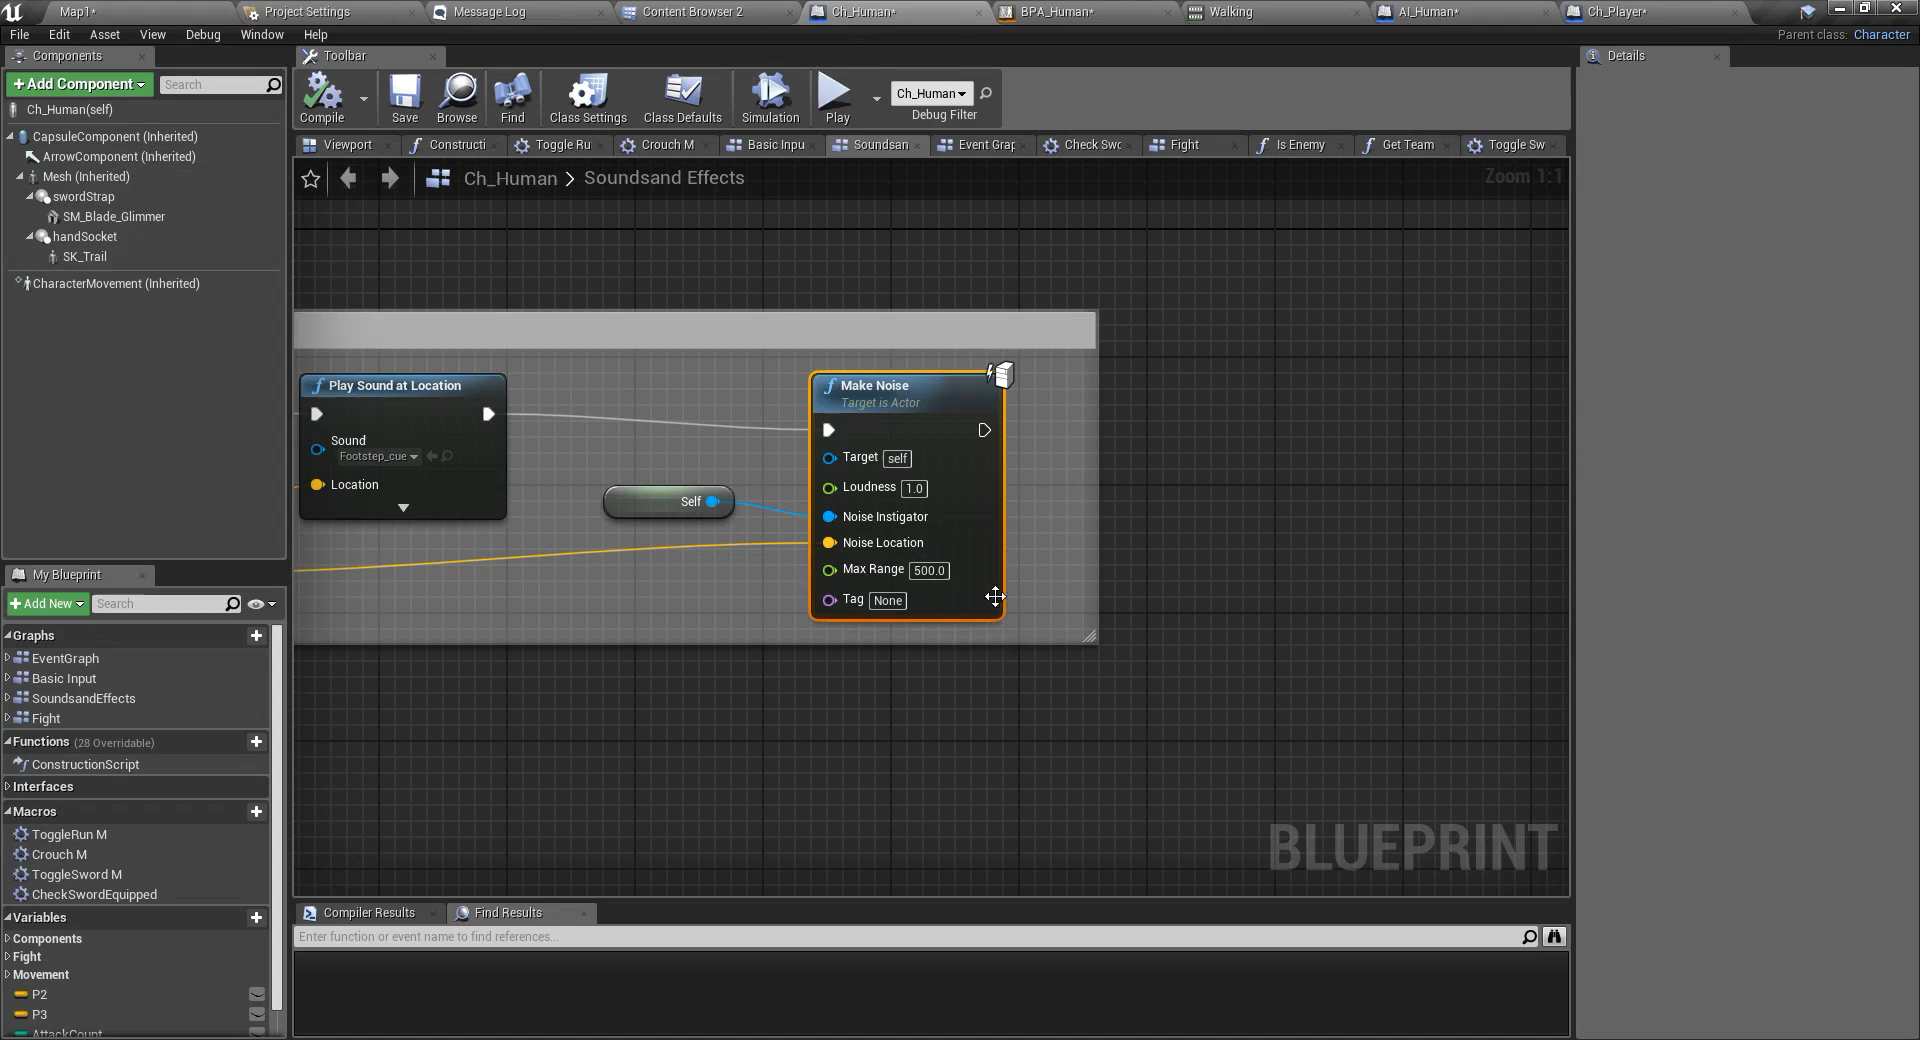 Map1*
Project Settings
Message Log
Content Browser 2
Ch_Human*
BPA_Human*
Walking
AI_Human*
Ch_Player*
File Edit Asset View Debug Window Help
Parent class: Character
Components
Toolbar
Details
+ Add Component
Search
Ch_Human(self)
CapsuleComponent (Inherited)
ArrowComponent (Inherited)
Mesh (Inherited)
swordStrap
SM_Blade_Glimmer
handSocket
SK_Trail
CharacterMovement (Inherited)
Compile
Save
Browse
Find
Class Settings
Class Defaults
Simulation
Play
Ch_Human
Debug Filter
Viewport
Constructi
Toggle Ru
Crouch M
Basic Inpu
Soundsan
Event Grap
Check Swo
Fight
Is Enemy
Get Team
Toggle Sw
Ch_Human > Soundsand Effects
Zoom 1:1
Play Sound at Location
Sound
Footstep_cue
Location
Self
Make Noise
Target is Actor
Target self
Loudness 1.0
Noise Instigator
Noise Location
Max Range 500.0
Tag None
BLUEPRINT
My Blueprint
+ Add New
Search
Graphs
EventGraph
Basic Input
SoundsandEffects
Fight
Functions (28 Overridable)
ConstructionScript
Interfaces
Macros
ToggleRun M
Crouch M
ToggleSword M
CheckSwordEquipped
Variables
Components
Fight
Movement
P2
P3
AttackCount
Compiler Results
Find Results
Enter function or event name to find references...